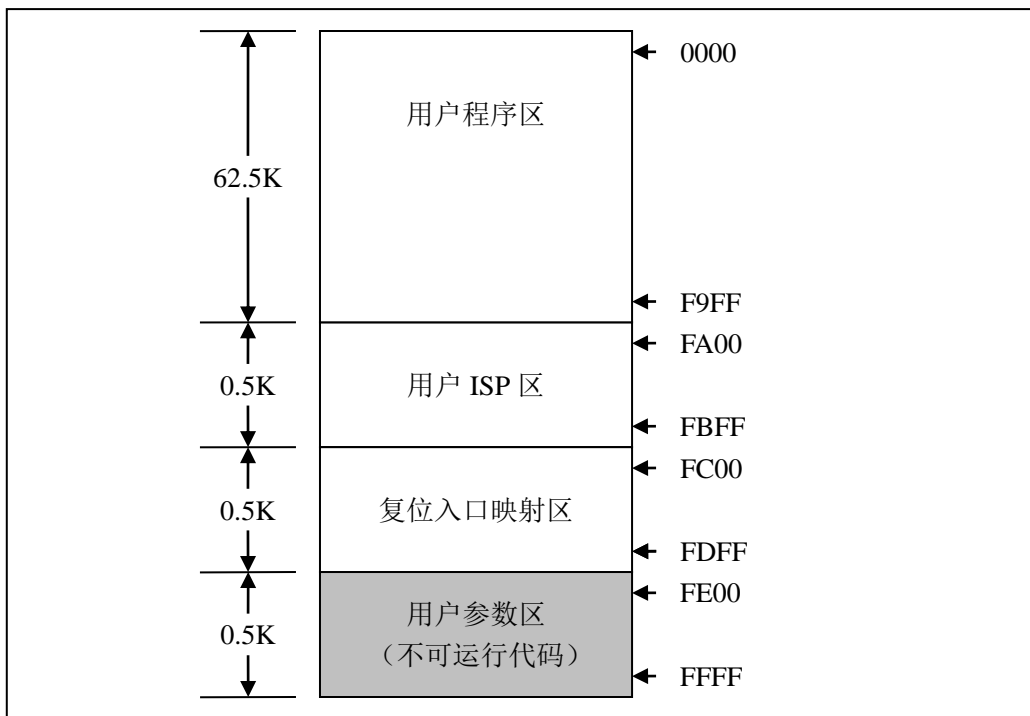 0000
用户程序区
62.5K
F9FF
FA00
0.5K
用户 ISP 区
FBFF
FC00
0.5K
复位入口映射区
FDFF
FE00
用户参数区
0.5K
（不可运行代码）
FFFF